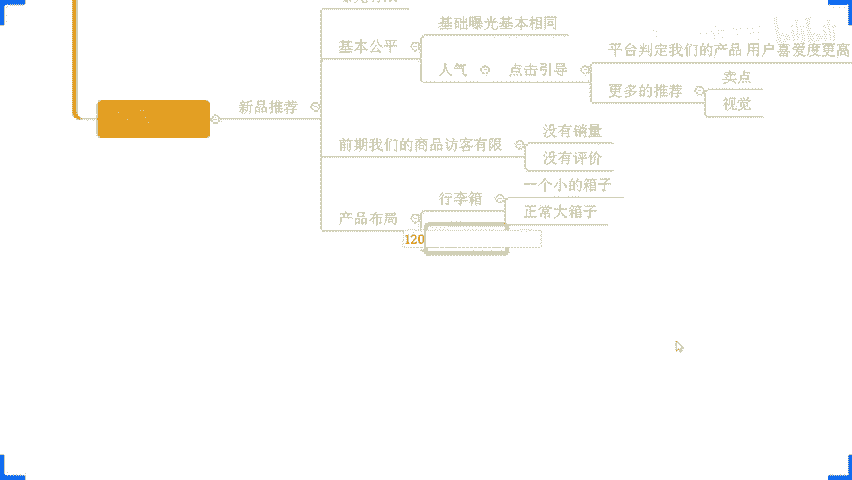 基础曝光基本相同
基本公平
平台判定我们的产品 用户喜爱度更高
人气
点击引导
卖点
更多的推荐
视觉
新品推荐
没有销量
前期我们的商品访客有限
没有评价
一个小的箱子
行李箱
正常大箱子
产品布局
120